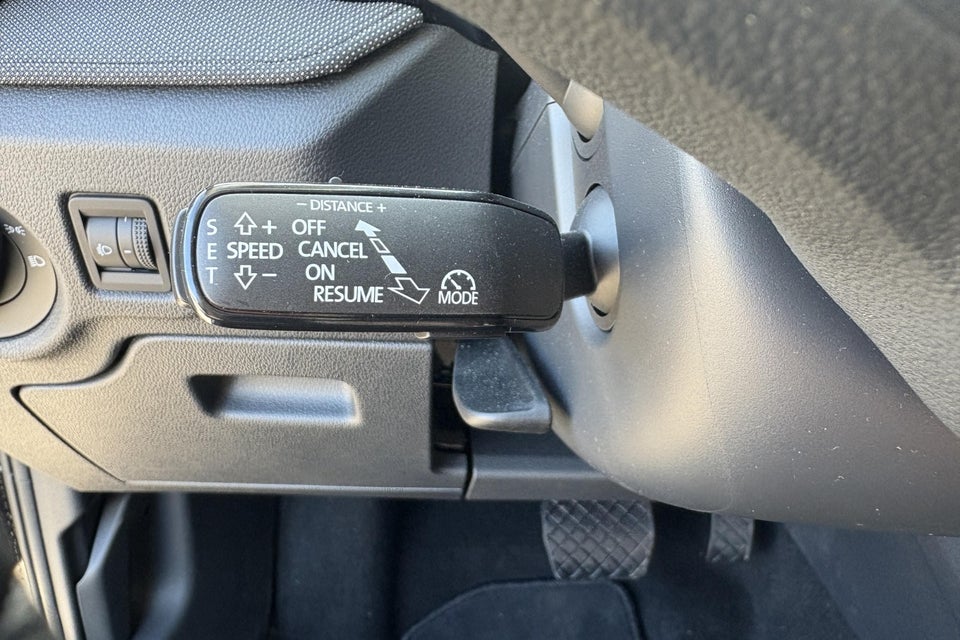 - DISTANCE +
S + OFF
E SPEED CANCEL
T - ON
RESUME MODE